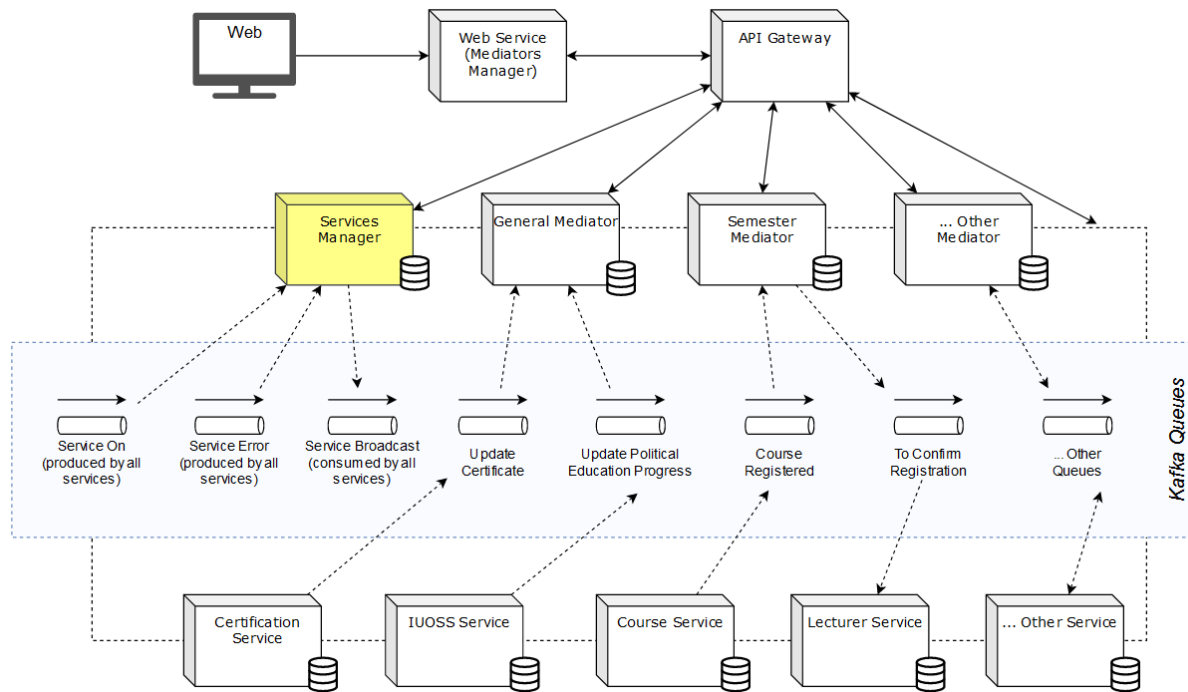 Web
Web Service
(Mediators
Manager)
API Gateway
Services
Manager
General Mediator
Semester
Mediator
... Other
Mediator
Service On
(produced by all
services)
Service Error
(produced by all
services)
Service Broadcast
(consumed by all
services)
Update
Certificate
Update Political
Education Progress
Course
Registered
To Confirm
Registration
... Other
Queues
Kafka Queues
Certification
Service
IUOSS Service
Course Service
Lecturer Service
... Other Service